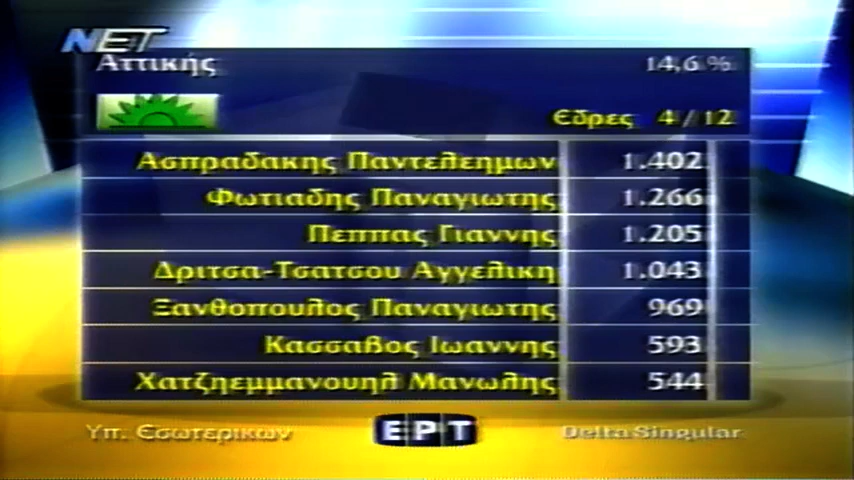 NET
Αττικής 14,6 %
Εδρες 4 / 12
Ασπραδακης Παντελεημων 1.402
Φωτιαδης Παναγιωτης 1.266
Πεππας Γιαννης 1.205
Δριτσα-Τσατσου Αγγελικη 1.043
Ξανθοπουλος Παναγιωτης 969
Κασσαβος Ιωαννης 593
Χατζηεμμανουηλ Μανωλης 544
Υπ. Εσωτερικών ΕΡΤ Delta Singular